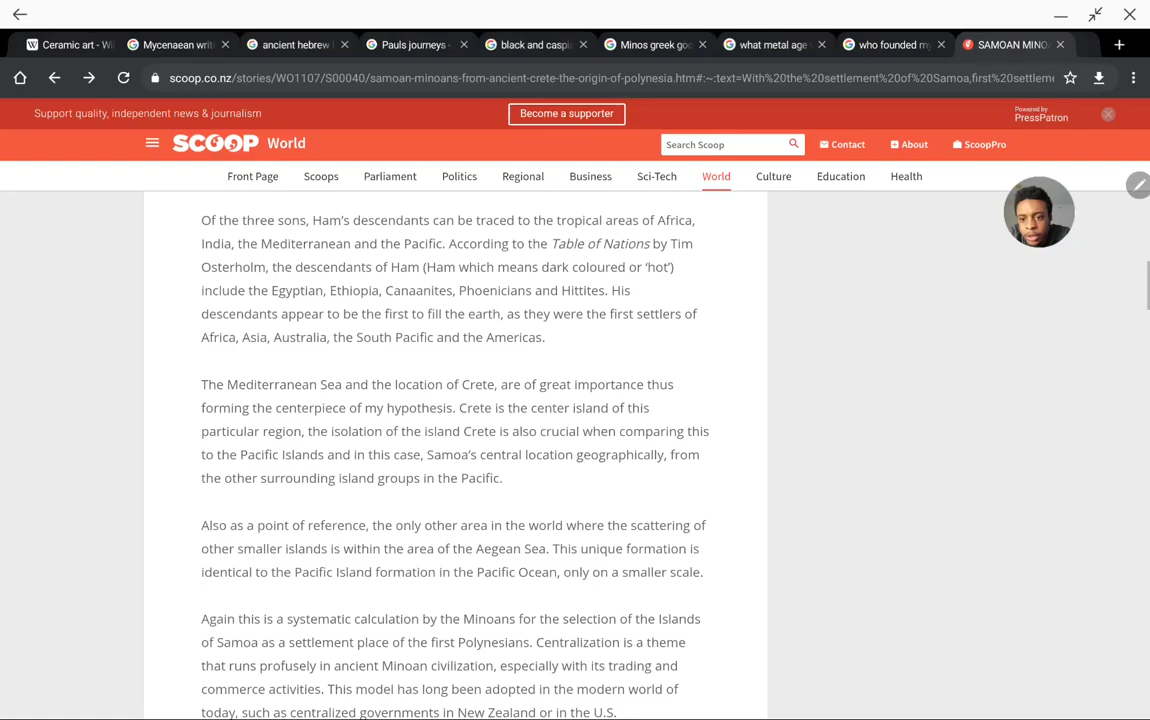 Ceramic art - Wi
Mycenaean writ
ancient hebrew
Pauls journeys -
black and caspi
Minos greek go
what metal age
who founded my
SAMOAN MINO
scoop.co.nz/stories/WO1107/S00040/samoan-minoans-from-ancient-crete-the-origin-of-polynesia.htm#:~:text=With%20the%20settlement%20of%20Samoa,first%20settleme
Support quality, independent news & journalism
Become a supporter
Powered by
PressPatron
SCOOP World
Search Scoop
Contact
About
ScoopPro
Front Page
Scoops
Parliament
Politics
Regional
Business
Sci-Tech
World
Culture
Education
Health
Of the three sons, Ham's descendants can be traced to the tropical areas of Africa,
India, the Mediterranean and the Pacific. According to the Table of Nations by Tim
Osterholm, the descendants of Ham (Ham which means dark coloured or 'hot')
include the Egyptian, Ethiopia, Canaanites, Phoenicians and Hittites. His
descendants appear to be the first to fill the earth, as they were the first settlers of
Africa, Asia, Australia, the South Pacific and the Americas.
The Mediterranean Sea and the location of Crete, are of great importance thus
forming the centerpiece of my hypothesis. Crete is the center island of this
particular region, the isolation of the island Crete is also crucial when comparing this
to the Pacific Islands and in this case, Samoa's central location geographically, from
the other surrounding island groups in the Pacific.
Also as a point of reference, the only other area in the world where the scattering of
other smaller islands is within the area of the Aegean Sea. This unique formation is
identical to the Pacific Island formation in the Pacific Ocean, only on a smaller scale.
Again this is a systematic calculation by the Minoans for the selection of the Islands
of Samoa as a settlement place of the first Polynesians. Centralization is a theme
that runs profusely in ancient Minoan civilization, especially with its trading and
commerce activities. This model has long been adopted in the modern world of
today, such as centralized governments in New Zealand or in the U.S.